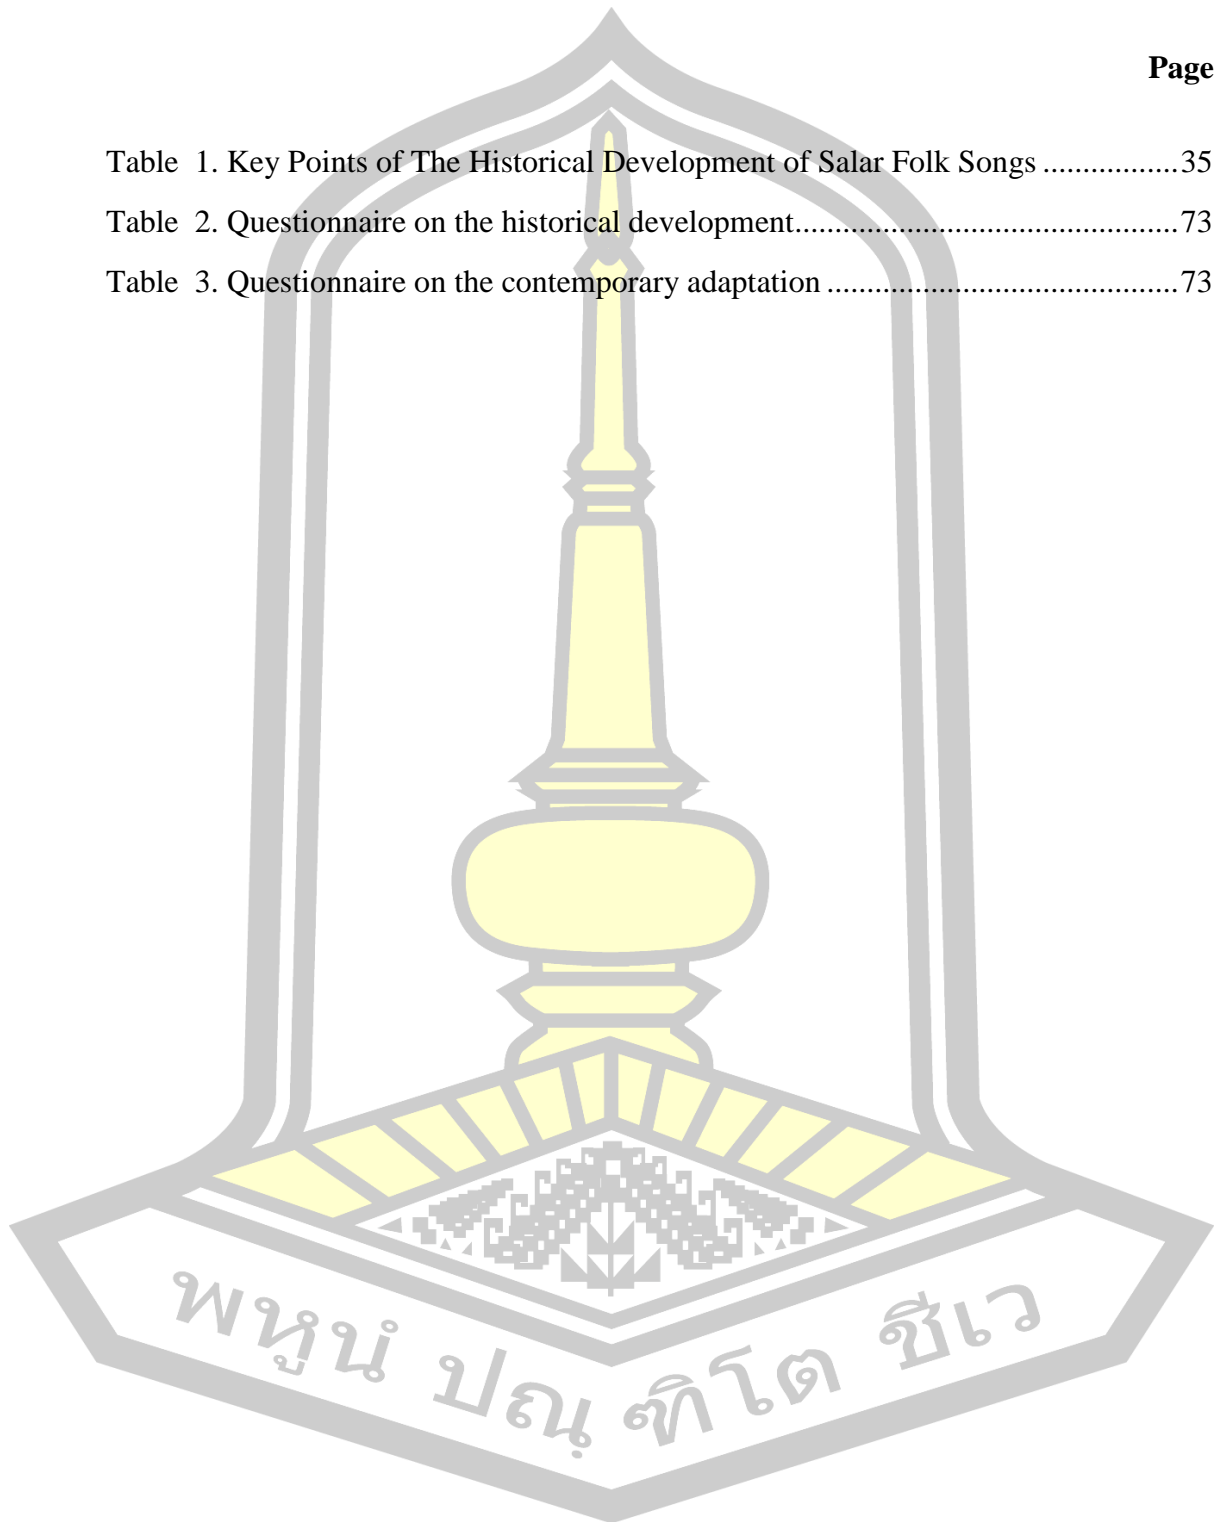 Page
Table 1. Key Points of The Historical Development of Salar Folk Songs ................35
Table 2. Questionnaire on the historical development..............................................73
Table 3. Questionnaire on the contemporary adaptation ..........................................73
พหูนํ ปณฺ ฑิโต ชีเว